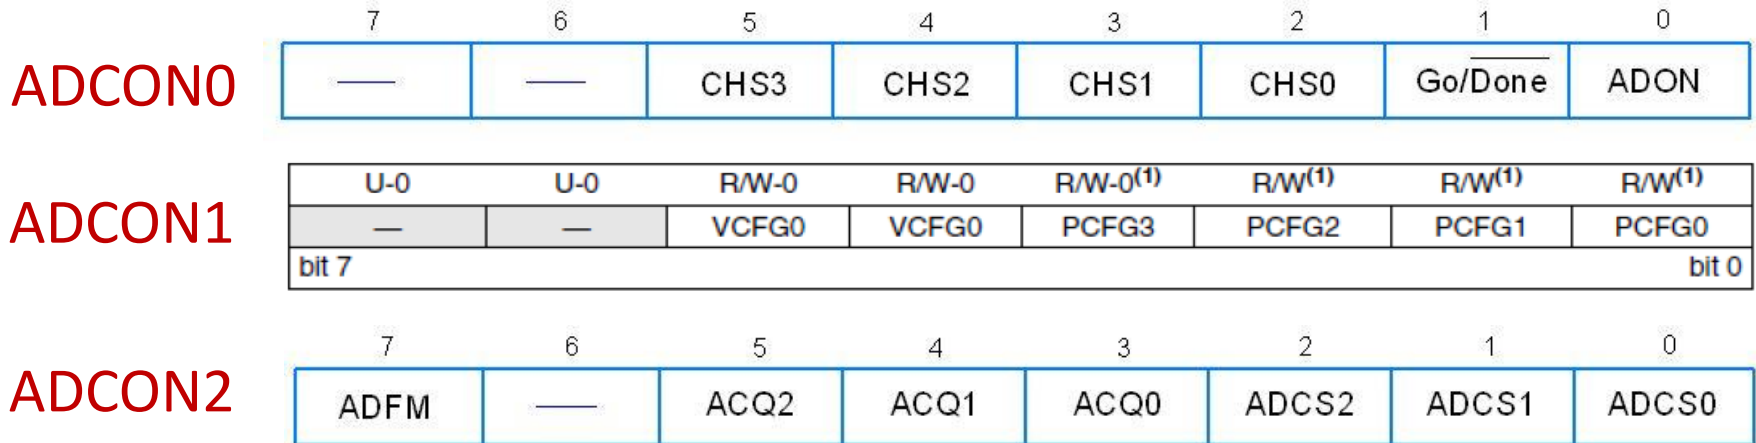 7 6 5 4 3 2 1 0
ADCON0 — — CHS3 CHS2 CHS1 CHS0 Go/Done ADON
U-0 U-0 R/W-0 R/W-0 R/W-0(1) R/W(1) R/W(1) R/W(1)
ADCON1 — — VCFG0 VCFG0 PCFG3 PCFG2 PCFG1 PCFG0
bit 7 bit 0
7 6 5 4 3 2 1 0
ADCON2 ADFM — ACQ2 ACQ1 ACQ0 ADCS2 ADCS1 ADCS0